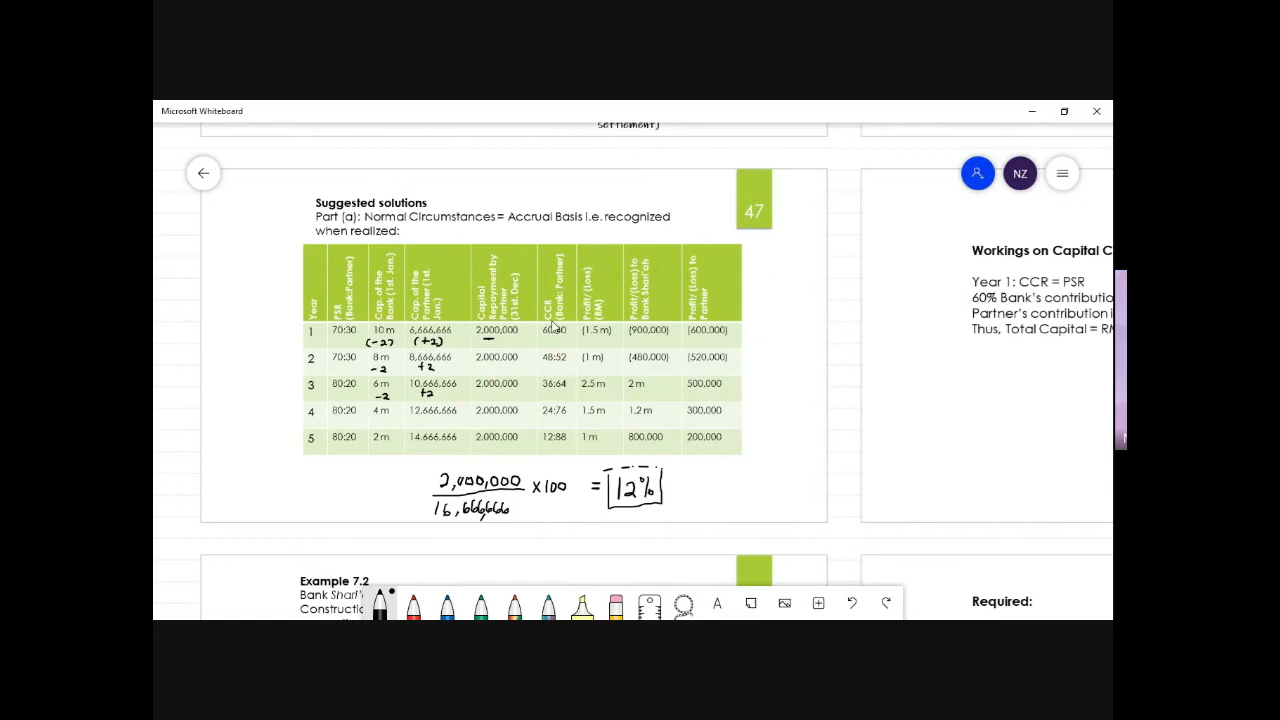 Microsoft Whiteboard
settlement)
NZ
47
Suggested solutions
Part (a): Normal Circumstances = Accrual Basis i.e. recognized
when realized:
Year PSR (Bank:Partner) Cap. of the Bank (1st. Jan.) Cap. of the Partner (1st. Jan.) Capital Repayment by Partner (31st. Dec) CCR (Bank: Partner) Profit/ (Loss) (RM) Profit/(Loss) to Bank Shari'ah Profit/ (Loss) to Partner
1 70:30 10 m 6,666,666 2,000,000 60:40 (1.5 m) (900,000) (600,000)
(-2) (+2)
2 70:30 8 m 8,666,666 2,000,000 48:52 (1 m) (480,000) (520,000)
-2 +2
3 80:20 6 m 10,666,666 2,000,000 36:64 2.5 m 2 m 500,000
-2 +2
4 80:20 4 m 12,666,666 2,000,000 24:76 1.5 m 1.2 m 300,000
5 80:20 2 m 14,666,666 2,000,000 12:88 1 m 800,000 200,000
2,000,000
16,666,666
x 100 = 12%
Workings on Capital C
Year 1: CCR = PSR
60% Bank's contributio
Partner's contribution i
Thus, Total Capital = RM
Example 7.2
Bank Shari'
Constructio
Required:
A